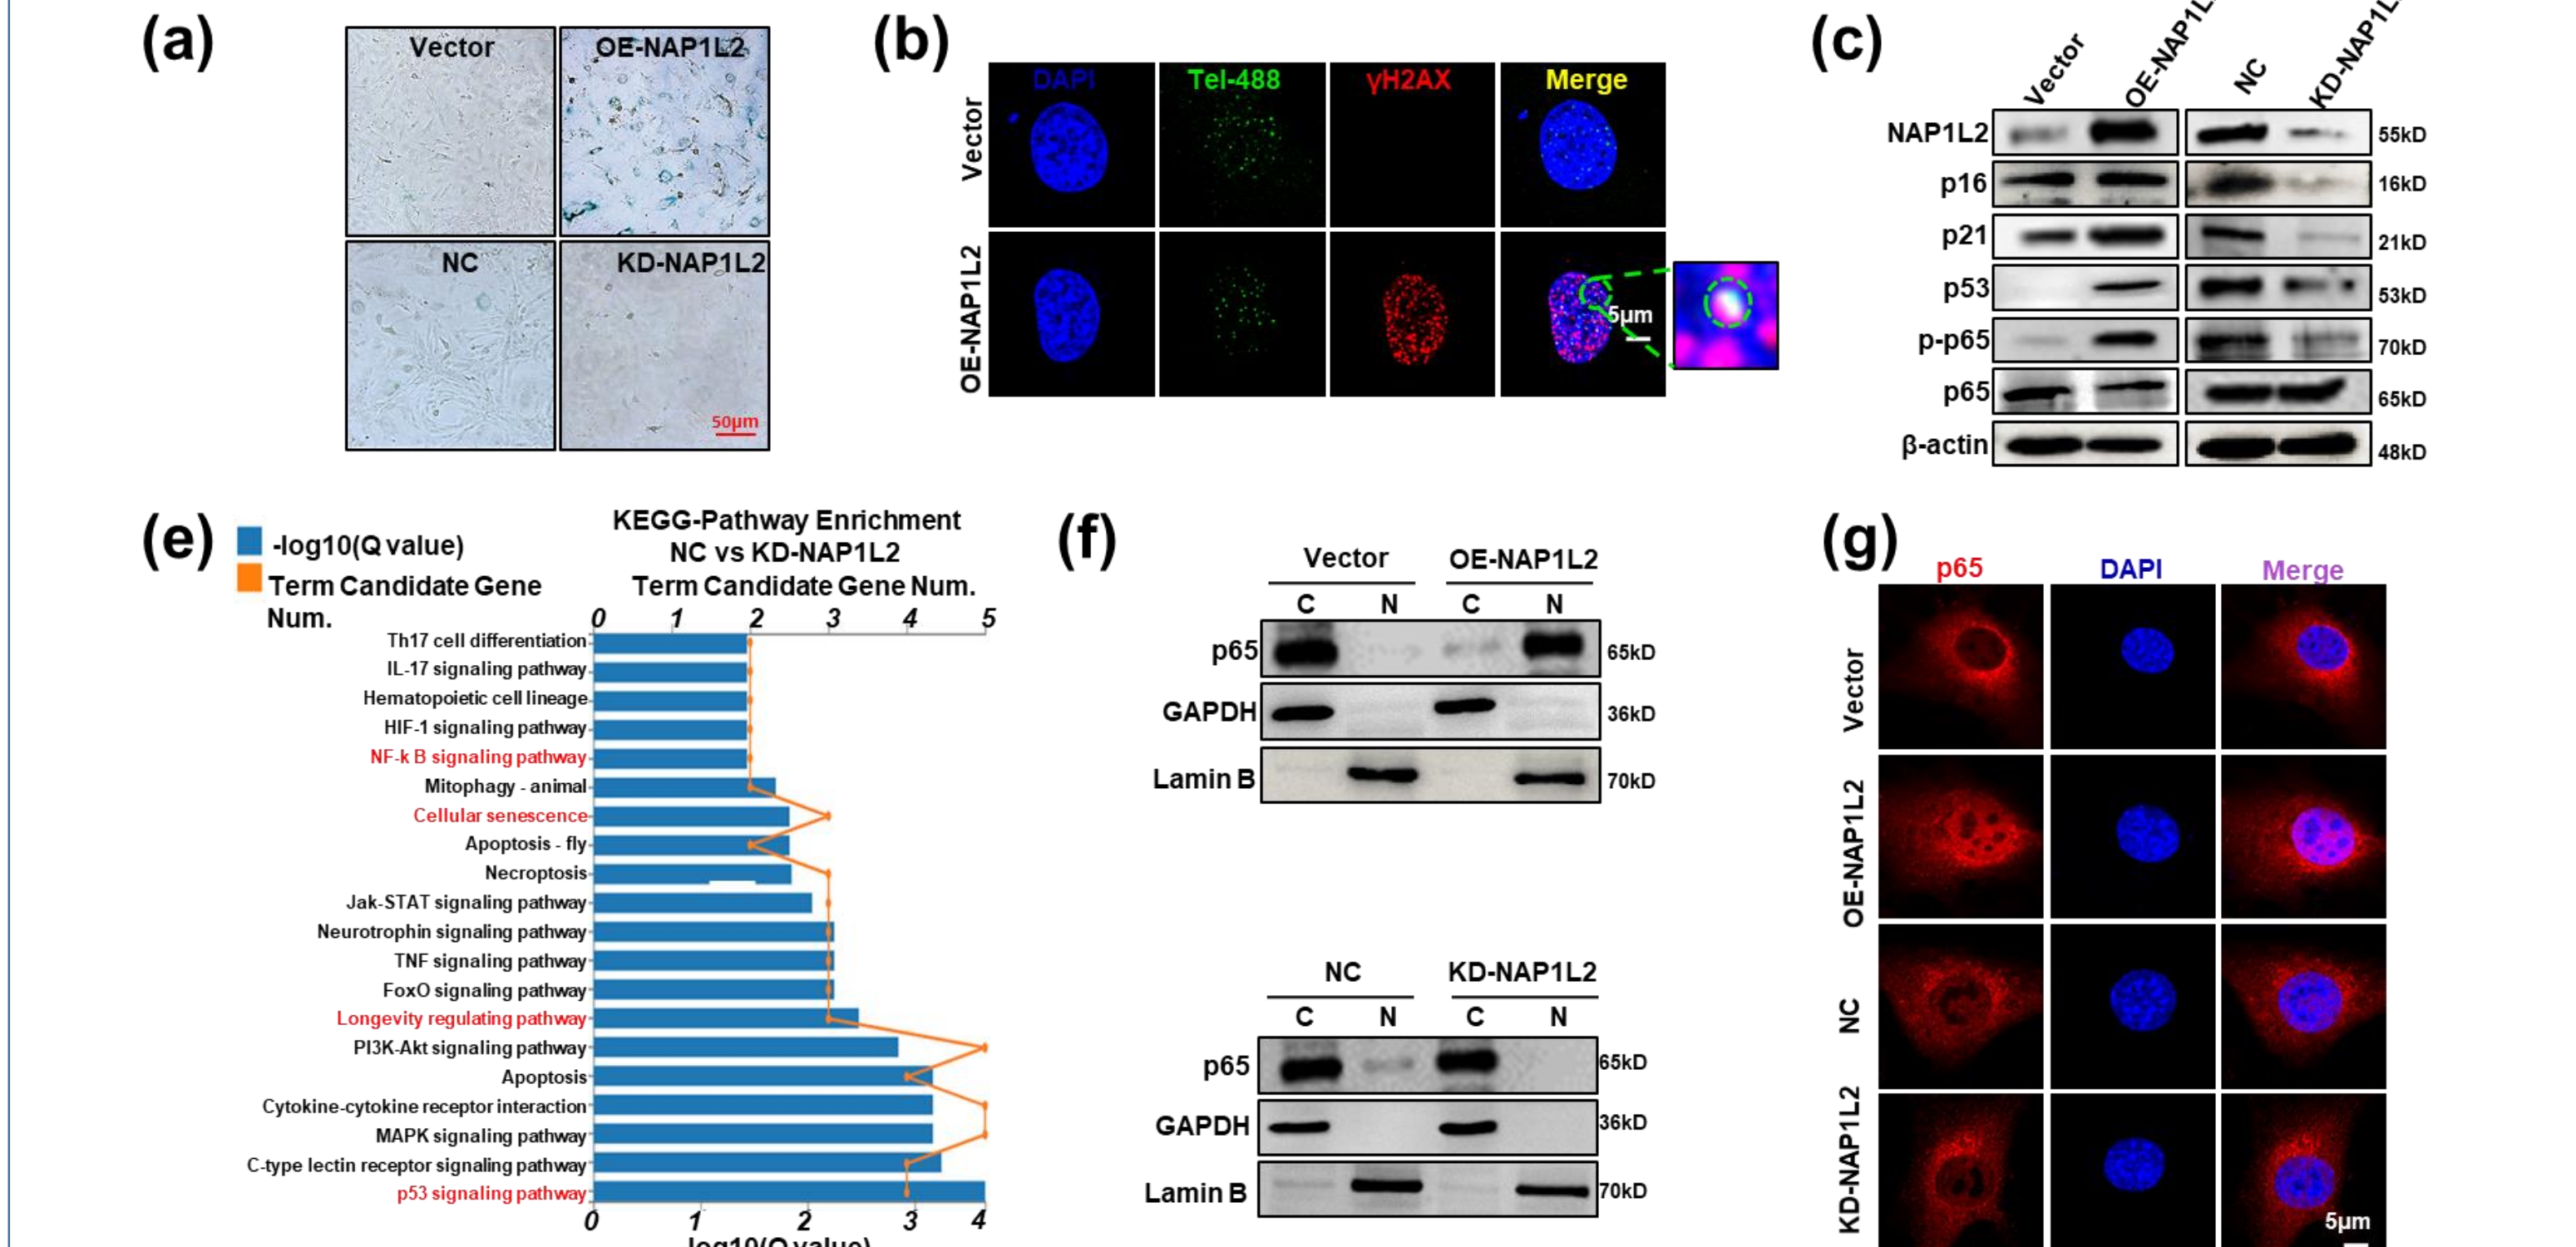 (a)
Vector
OE-NAP1L2
NC
KD-NAP1L2
50μm
(b)
DAPI
Tel-488
γH2AX
Merge
Vector
OE-NAP1L2
5μm
(c)
Vector
OE-NAP1L
NC
KD-NAP1L
NAP1L2
55kD
p16
16kD
p21
21kD
p53
53kD
p-p65
70kD
p65
65kD
β-actin
48kD
(e)
-log10(Q value)
Term Candidate Gene
Num.
KEGG-Pathway Enrichment
NC vs KD-NAP1L2
Term Candidate Gene Num.
0 1 2 3 4 5
Th17 cell differentiation
IL-17 signaling pathway
Hematopoietic cell lineage
HIF-1 signaling pathway
NF-k B signaling pathway
Mitophagy - animal
Cellular senescence
Apoptosis - fly
Necroptosis
Jak-STAT signaling pathway
Neurotrophin signaling pathway
TNF signaling pathway
FoxO signaling pathway
Longevity regulating pathway
PI3K-Akt signaling pathway
Apoptosis
Cytokine-cytokine receptor interaction
MAPK signaling pathway
C-type lectin receptor signaling pathway
p53 signaling pathway
0 1 2 3 4
log10(Q value)
(f)
Vector OE-NAP1L2
C N C N
p65
65kD
GAPDH
36kD
Lamin B
70kD
NC KD-NAP1L2
C N C N
p65
65kD
GAPDH
36kD
Lamin B
70kD
(g)
p65
DAPI
Merge
Vector
OE-NAP1L2
NC
KD-NAP1L2
5μm